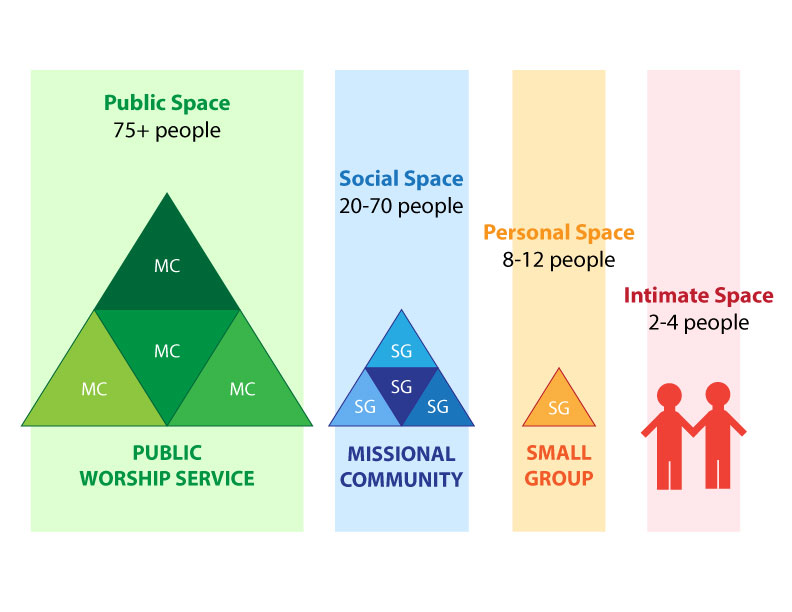 Public Space
75+ people
MC
MC
MC
MC
PUBLIC
WORSHIP SERVICE
Social Space
20-70 people
SG
SG
SG
SG
MISSIONAL
COMMUNITY
Personal Space
8-12 people
SG
SMALL
GROUP
Intimate Space
2-4 people